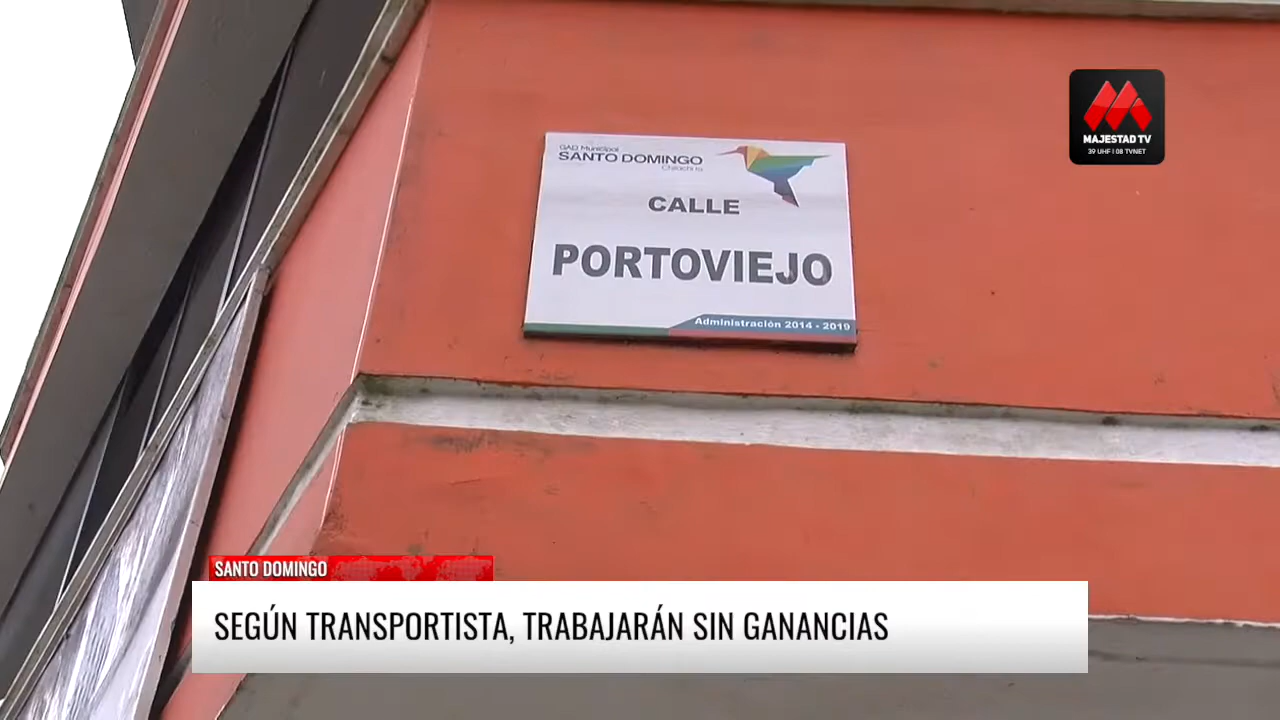 GAD Municipal
SANTO DOMINGO
CALLE
PORTOVIEJO
Administración 2014 - 2019
MAJESTAD TV
39 UHF | 08 TVNET
SANTO DOMINGO
SEGÚN TRANSPORTISTA, TRABAJARÁN SIN GANANCIAS